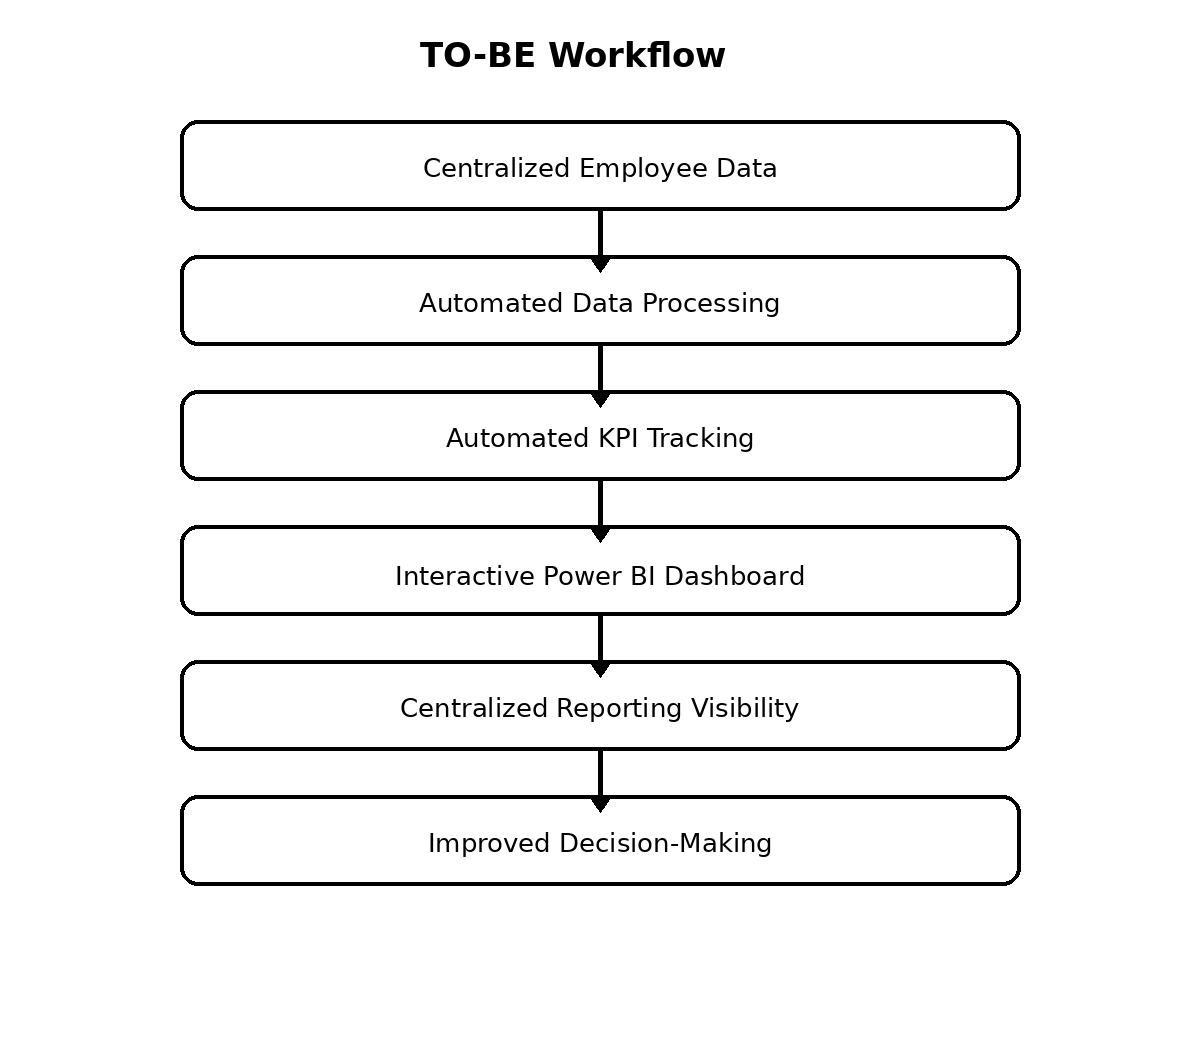 TO-BE Workflow
Centralized Employee Data
Automated Data Processing
Automated KPI Tracking
Interactive Power BI Dashboard
Centralized Reporting Visibility
Improved Decision-Making